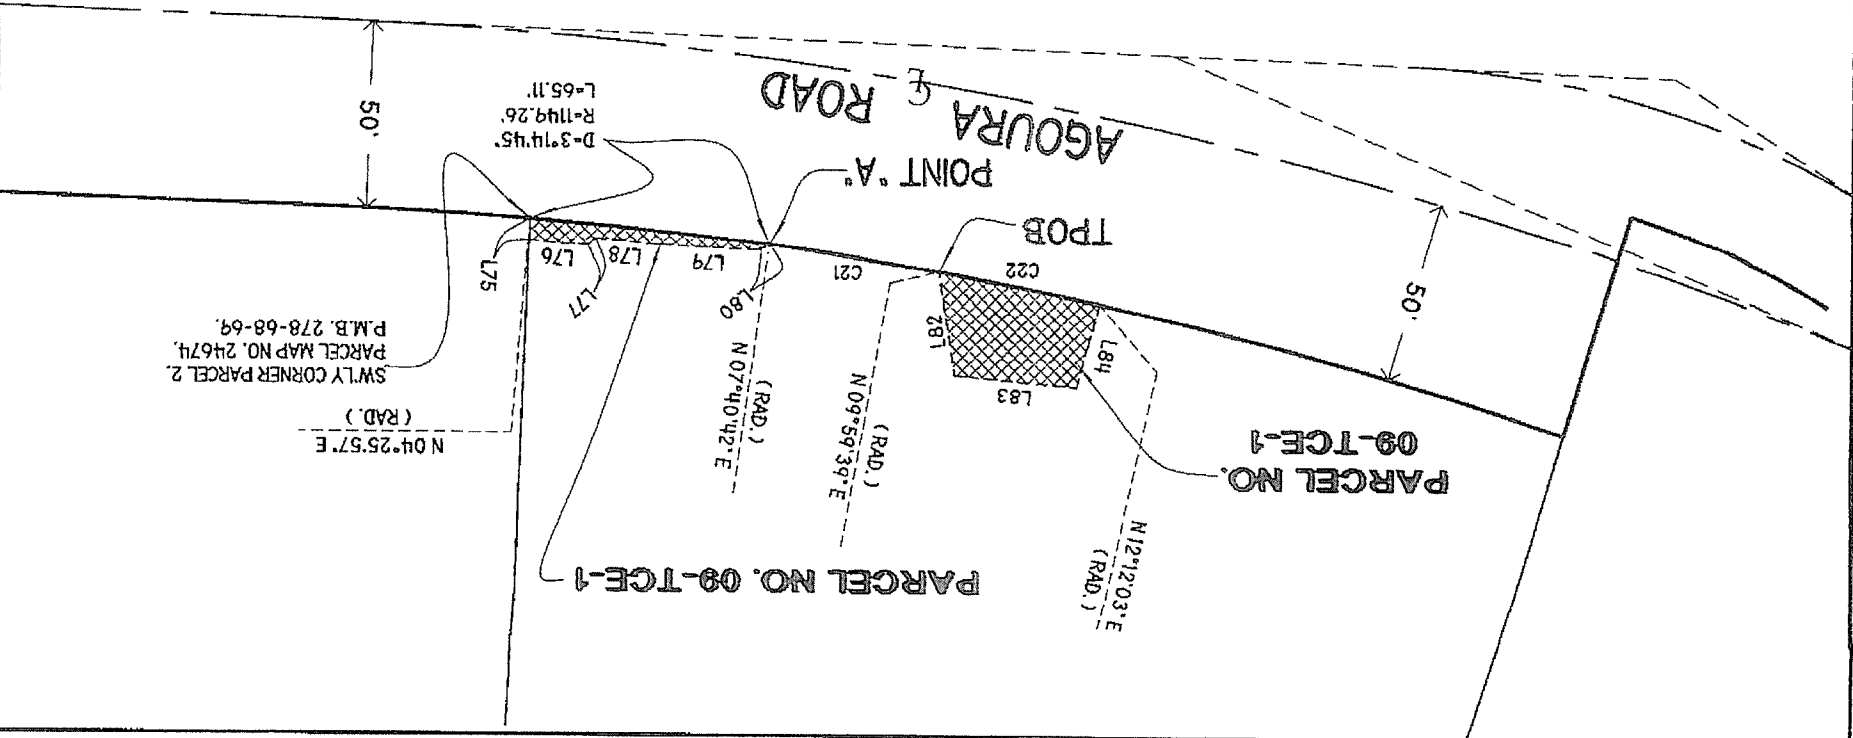 PARCEL NO. 09-TCE-1
N 12°12'03" E
(RAD.)
PARCEL NO.
09-TCE-1
N 09°59'39" E
(RAD.)
N 07°40'42" E
(RAD.)
N 04°25'57" E
(RAD.)
SW'LY CORNER PARCEL 2,
PARCEL MAP NO. 24674,
P.M.B. 278-68-69.
L84
L83
L82
L80
L79
L78
L77
L76
L75
C22
C21
50'
TPOB
POINT "A"
D=3°14'45"
R=1149.26'
L=65.11'
50'
AGOURA
ROAD